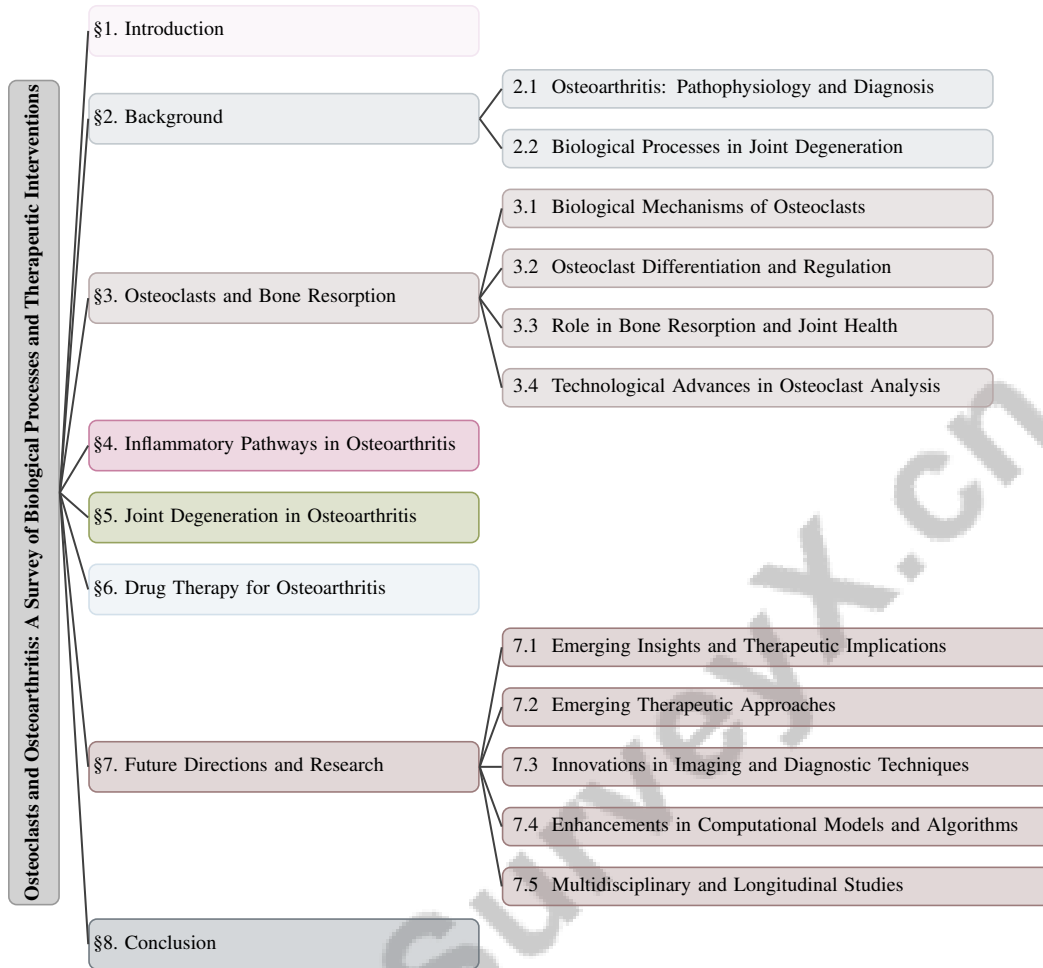 Osteoclasts and Osteoarthritis: A Survey of Biological Processes and Therapeutic Interventions
§1. Introduction
§2. Background
2.1 Osteoarthritis: Pathophysiology and Diagnosis
2.2 Biological Processes in Joint Degeneration
§3. Osteoclasts and Bone Resorption
3.1 Biological Mechanisms of Osteoclasts
3.2 Osteoclast Differentiation and Regulation
3.3 Role in Bone Resorption and Joint Health
3.4 Technological Advances in Osteoclast Analysis
§4. Inflammatory Pathways in Osteoarthritis
§5. Joint Degeneration in Osteoarthritis
§6. Drug Therapy for Osteoarthritis
§7. Future Directions and Research
7.1 Emerging Insights and Therapeutic Implications
7.2 Emerging Therapeutic Approaches
7.3 Innovations in Imaging and Diagnostic Techniques
7.4 Enhancements in Computational Models and Algorithms
7.5 Multidisciplinary and Longitudinal Studies
§8. Conclusion
Surveyx.cn